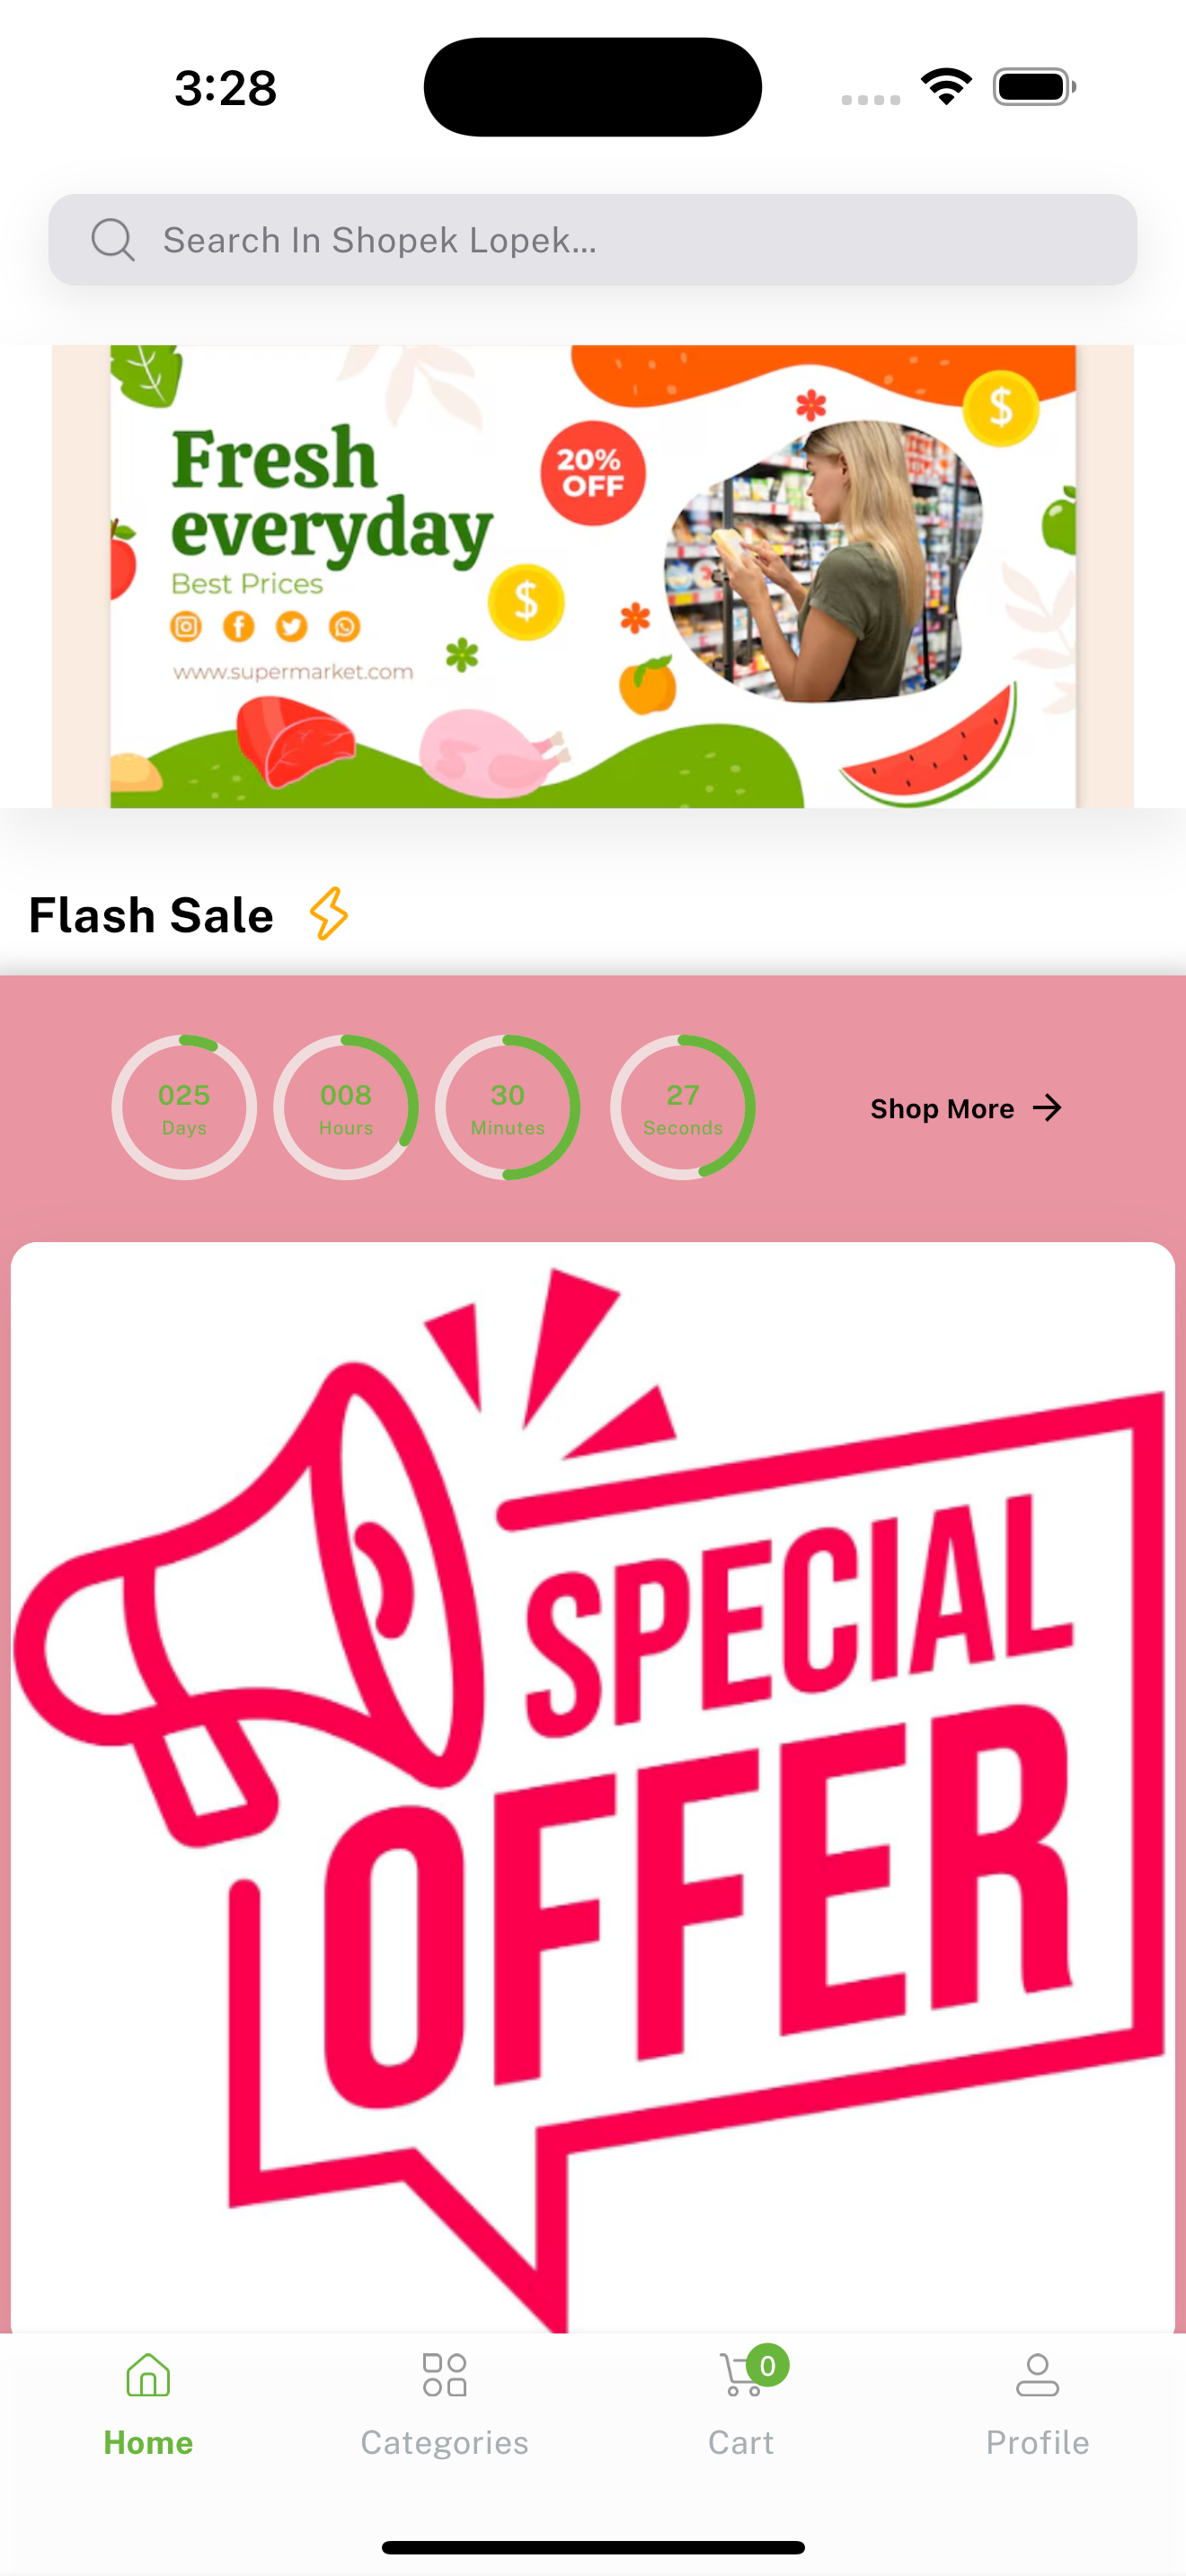 3:28
Search In Shopek Lopek...
Fresh
everyday
Best Prices
www.supermarket.com
20%
OFF
$
$
Flash Sale
025
Days
008
Hours
30
Minutes
27
Seconds
Shop More
SPECIAL
OFFER
Home
Categories
0
Cart
Profile